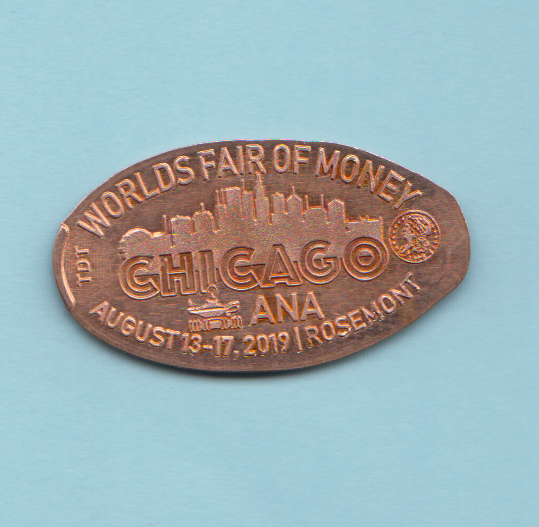 WORLDS FAIR OF MONEY
TDT
CHICAGO
ANA
AUGUST 13-17, 2019 | ROSEMONT